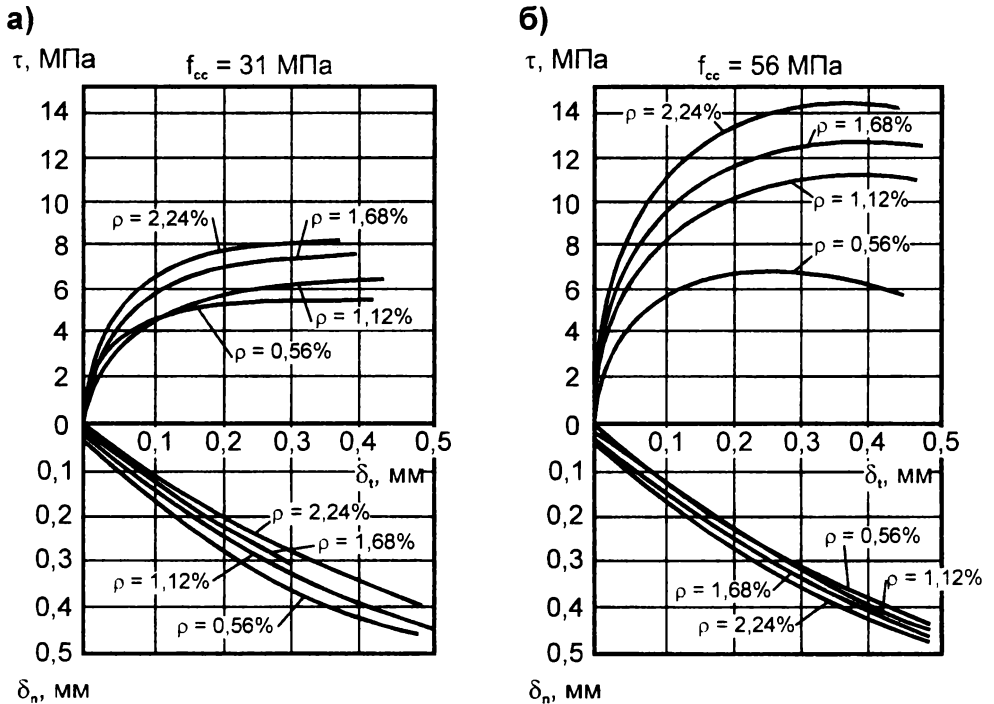 а)
τ, МПа
f_cc = 31 МПа
14
12
10
8
6
4
2
0
ρ = 2,24%
ρ = 1,68%
ρ = 1,12%
ρ = 0,56%
0,1 0,2 0,3 0,4 0,5
δ_t, мм
0,1
0,2
0,3
0,4
0,5
ρ = 2,24%
ρ = 1,68%
ρ = 1,12%
ρ = 0,56%
δ_n, мм
б)
τ, МПа
f_cc = 56 МПа
14
12
10
8
6
4
2
0
ρ = 2,24%
ρ = 1,68%
ρ = 1,12%
ρ = 0,56%
0,1 0,2 0,3 0,4 0,5
δ_t, мм
0,1
0,2
0,3
0,4
0,5
ρ = 0,56%
ρ = 1,12%
ρ = 1,68%
ρ = 2,24%
δ_n, мм